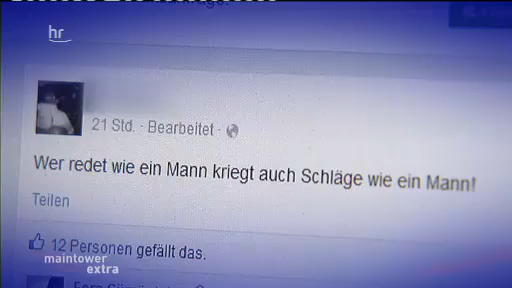 hr
21 Std. · Bearbeitet ·
Wer redet wie ein Mann kriegt auch Schläge wie ein Mann!
Teilen
12 Personen gefällt das.
maintower
extra